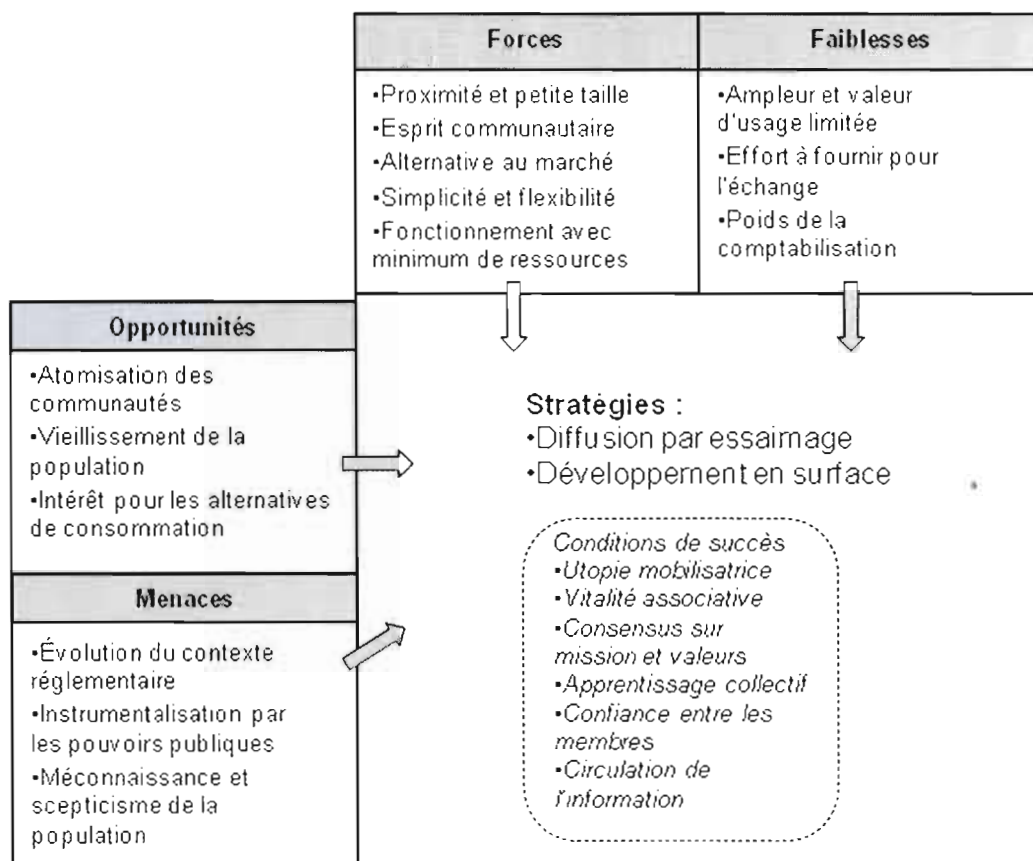 Forces
•Proximité et petite taille
•Esprit communautaire
•Alternative au marché
•Simplicité et flexibilité
•Fonctionnement avec
minimum de ressources
Faiblesses
•Ampleur et valeur
d'usage limitée
•Effort à fournir pour
l'échange
•Poids de la
comptabilisation
Opportunités
•Atomisation des
communautés
•Vieillissement de la
population
•Intérêt pour les alternatives
de consommation
Menaces
•Évolution du contexte
réglementaire
•Instrumentalisation par
les pouvoirs publiques
•Méconnaissance et
scepticisme de la
population
Stratégies :
•Diffusion par essaimage
•Développement en surface
Conditions de succès
•Utopie mobilisatrice
•Vitalité associative
•Consensus sur
mission et valeurs
•Apprentissage collectif
•Confiance entre les
membres
•Circulation de
l'information